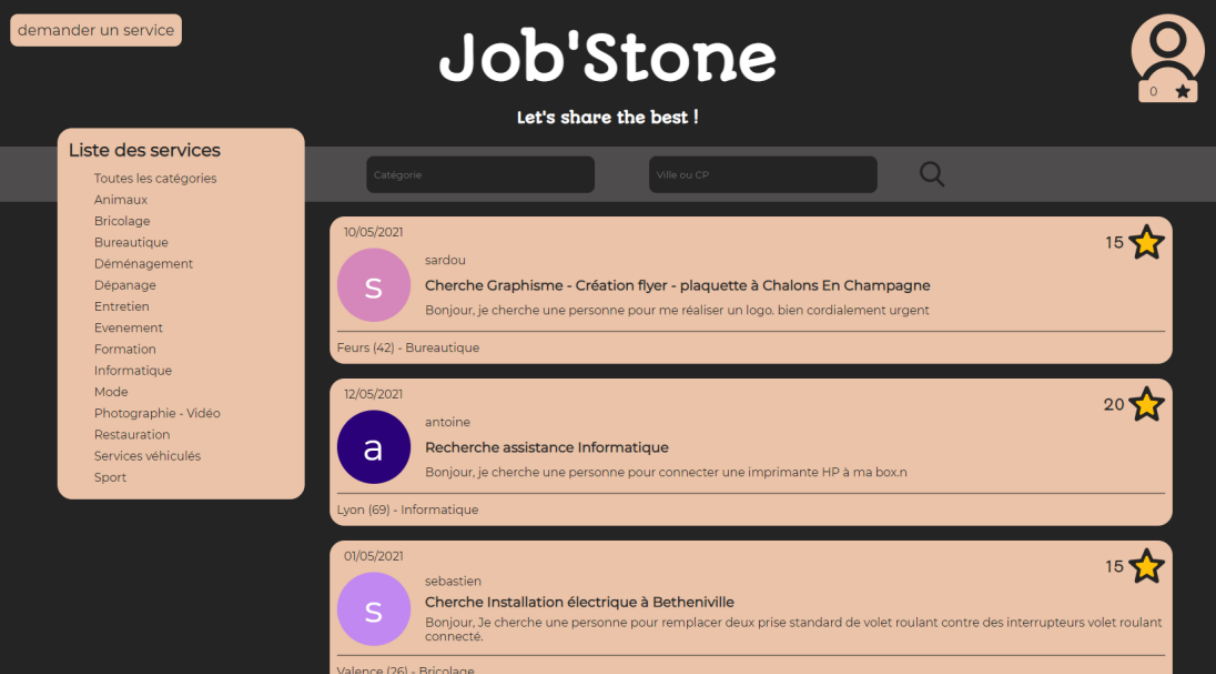 demander un service
Job'Stone
Let's share the best !
0
Liste des services
Toutes les catégories
Animaux
Bricolage
Bureautique
Déménagement
Dépanage
Entretien
Evenement
Formation
Informatique
Mode
Photographie - Vidéo
Restauration
Services véhiculés
Sport
Catégorie
Ville ou CP
10/05/2021
15
s
sardou
Cherche Graphisme - Création flyer - plaquette à Chalons En Champagne
Bonjour, je cherche une personne pour me réaliser un logo. bien cordialement urgent
Feurs (42) - Bureautique
12/05/2021
20
a
antoine
Recherche assistance Informatique
Bonjour, je cherche une personne pour connecter une imprimante HP à ma box.n
Lyon (69) - Informatique
01/05/2021
15
s
sebastien
Cherche Installation électrique à Betheniville
Bonjour, Je cherche une personne pour remplacer deux prise standard de volet roulant contre des interrupteurs volet roulant
connecté.
Valence (26) - Bricolage